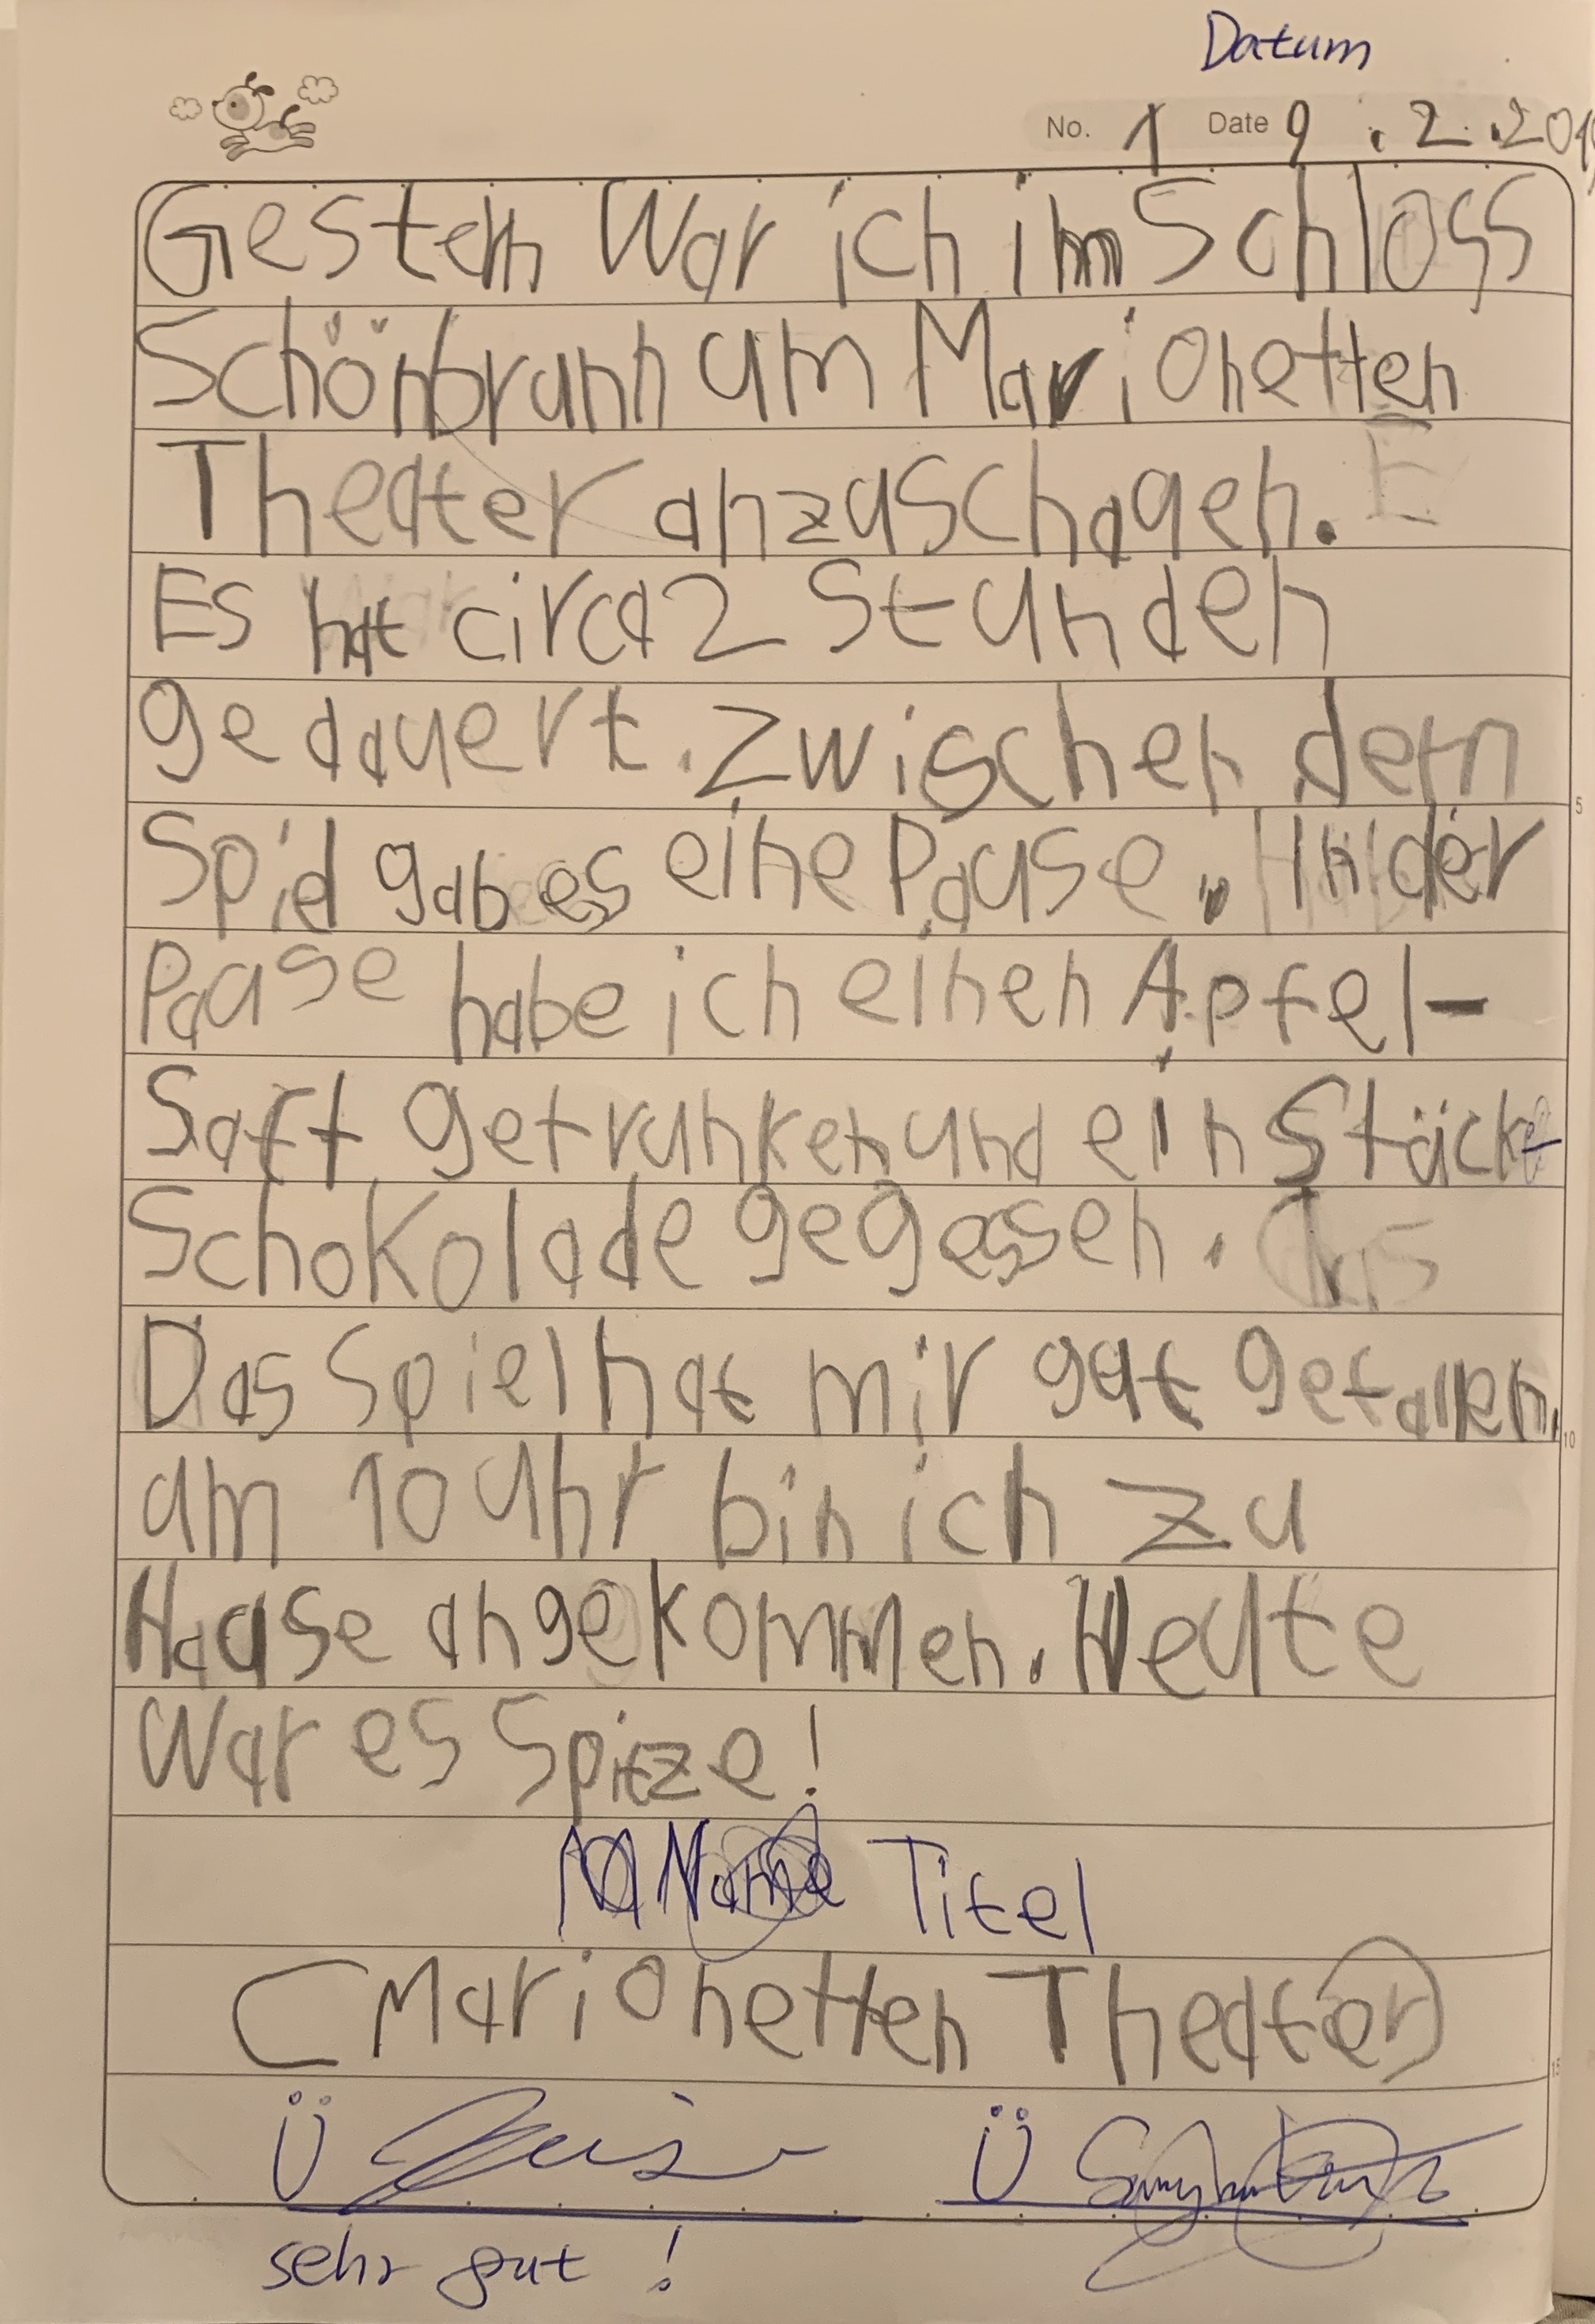 Datum
No. 1 Date 9.2.2019
Gestern War ich im Schloss
Schönbrunn um Marionetten
Theater anzuschauen.
Es hat circa 2 Stunden
gedauert. Zwischen dem
Spiel gab es eine Pause. In der
Pause habe ich einen Apfel-
Saft getrunken und ein Stück
Schokolade gegessen.
Das Spiel hat mir gut gefallen.
um 10 Uhr bin ich zu
Hause angekommen. Heute
War es Spitze!
Titel
(Marionetten Theater)
Ü Ü
sehr gut!
5
10
15